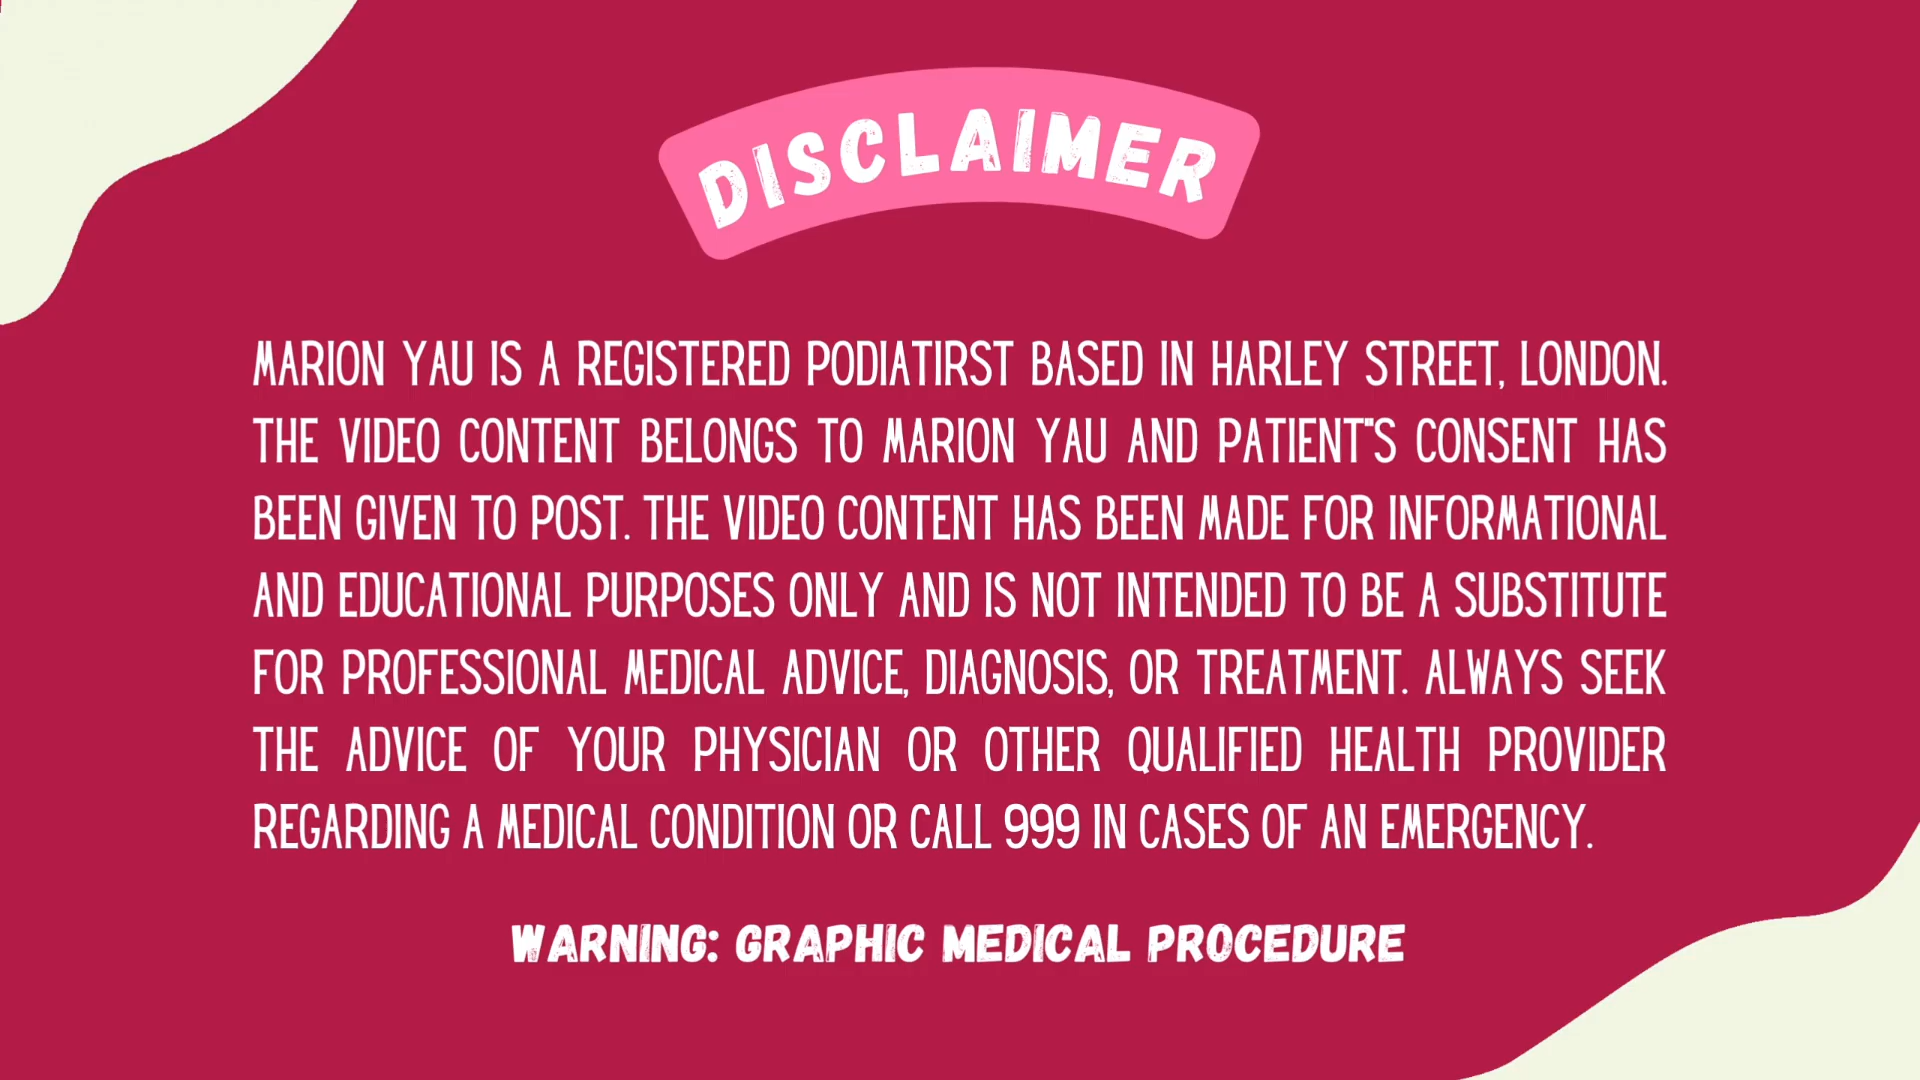 DISCLAIMER
MARION YAU IS A REGISTERED PODIATIRST BASED IN HARLEY STREET, LONDON.
THE VIDEO CONTENT BELONGS TO MARION YAU AND PATIENT"S CONSENT HAS
BEEN GIVEN TO POST. THE VIDEO CONTENT HAS BEEN MADE FOR INFORMATIONAL
AND EDUCATIONAL PURPOSES ONLY AND IS NOT INTENDED TO BE A SUBSTITUTE
FOR PROFESSIONAL MEDICAL ADVICE, DIAGNOSIS, OR TREATMENT. ALWAYS SEEK
THE ADVICE OF YOUR PHYSICIAN OR OTHER QUALIFIED HEALTH PROVIDER
REGARDING A MEDICAL CONDITION OR CALL 999 IN CASES OF AN EMERGENCY.
WARNING: GRAPHIC MEDICAL PROCEDURE